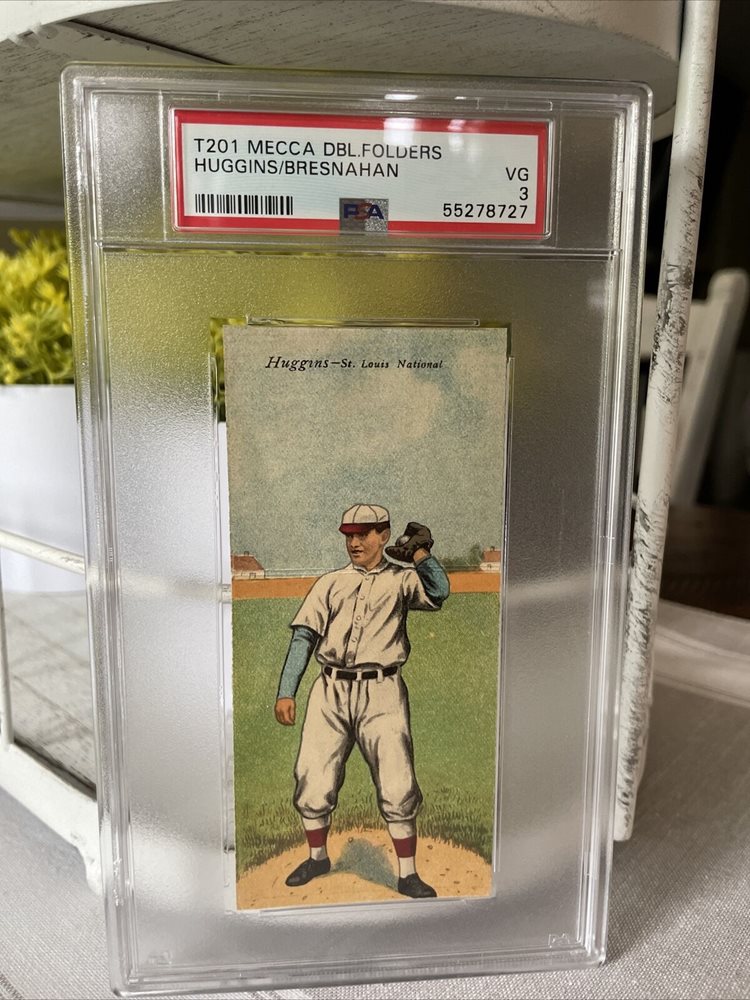 T201 MECCA DBL.FOLDERS
HUGGINS/BRESNAHAN
VG
3
PSA
55278727
Huggins—St. Louis National